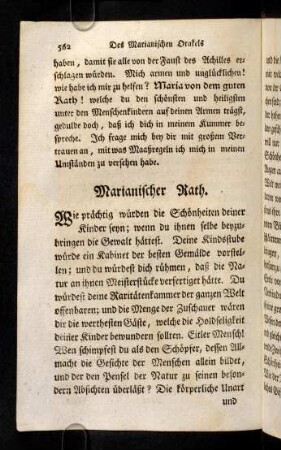 562 Des Marianischen Orakels
haben, damit sie alle von der Faust des Achilles er-
schlagen würden. Mich armen und unglücklichen!
wie habe ich mir zu helfen? Maria von dem guten
Rath! welche du den schönsten und heiligsten
unter den Menschenkindern auf deinen Armen trägst,
gedulde doch, daß ich dich in meinem Kummer be-
spreche. Ich frage mich bey dir mit großem Ver-
trauen an, mit was Maaßregeln ich mich in meinen
Umständen zu versehen habe.
Marianischer Rath.
Wie prächtig würden die Schönheiten deiner
Kinder seyn; wenn du ihnen selbe beyzu-
bringen die Gewalt hättest. Deine Kindsstube
würde ein Kabinet der besten Gemälde vorstel-
len; und du würdest dich rühmen, daß die Na-
tur an ihnen Meisterstücke verfertiget hätte. Du
würdest deine Raritätenkammer der ganzen Welt
offenbaren; und die Menge der Zuschauer wären
dir die werthesten Gäste, welche die Holdseligkeit
deiner Kinder bewundern sollten. Eitler Mensch!
Wen schimpfest du als den Schöpfer, dessen All-
macht die Gesichte der Menschen allein bildet,
und der den Pensel der Natur zu seinen beson-
dern Absichten überläßt? Die körperliche Unart
und